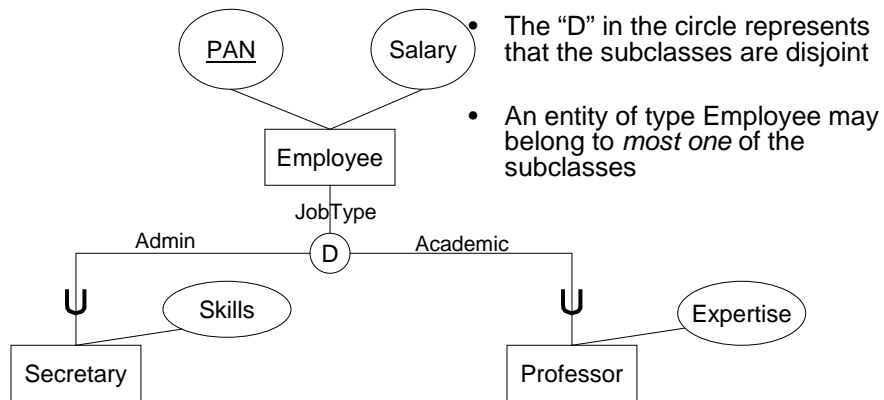 PAN
Salary
• The “D” in the circle represents
that the subclasses are disjoint
• An entity of type Employee may
belong to most one of the
subclasses
Employee
JobType
Admin
D
Academic
U
U
Skills
Expertise
Secretary
Professor